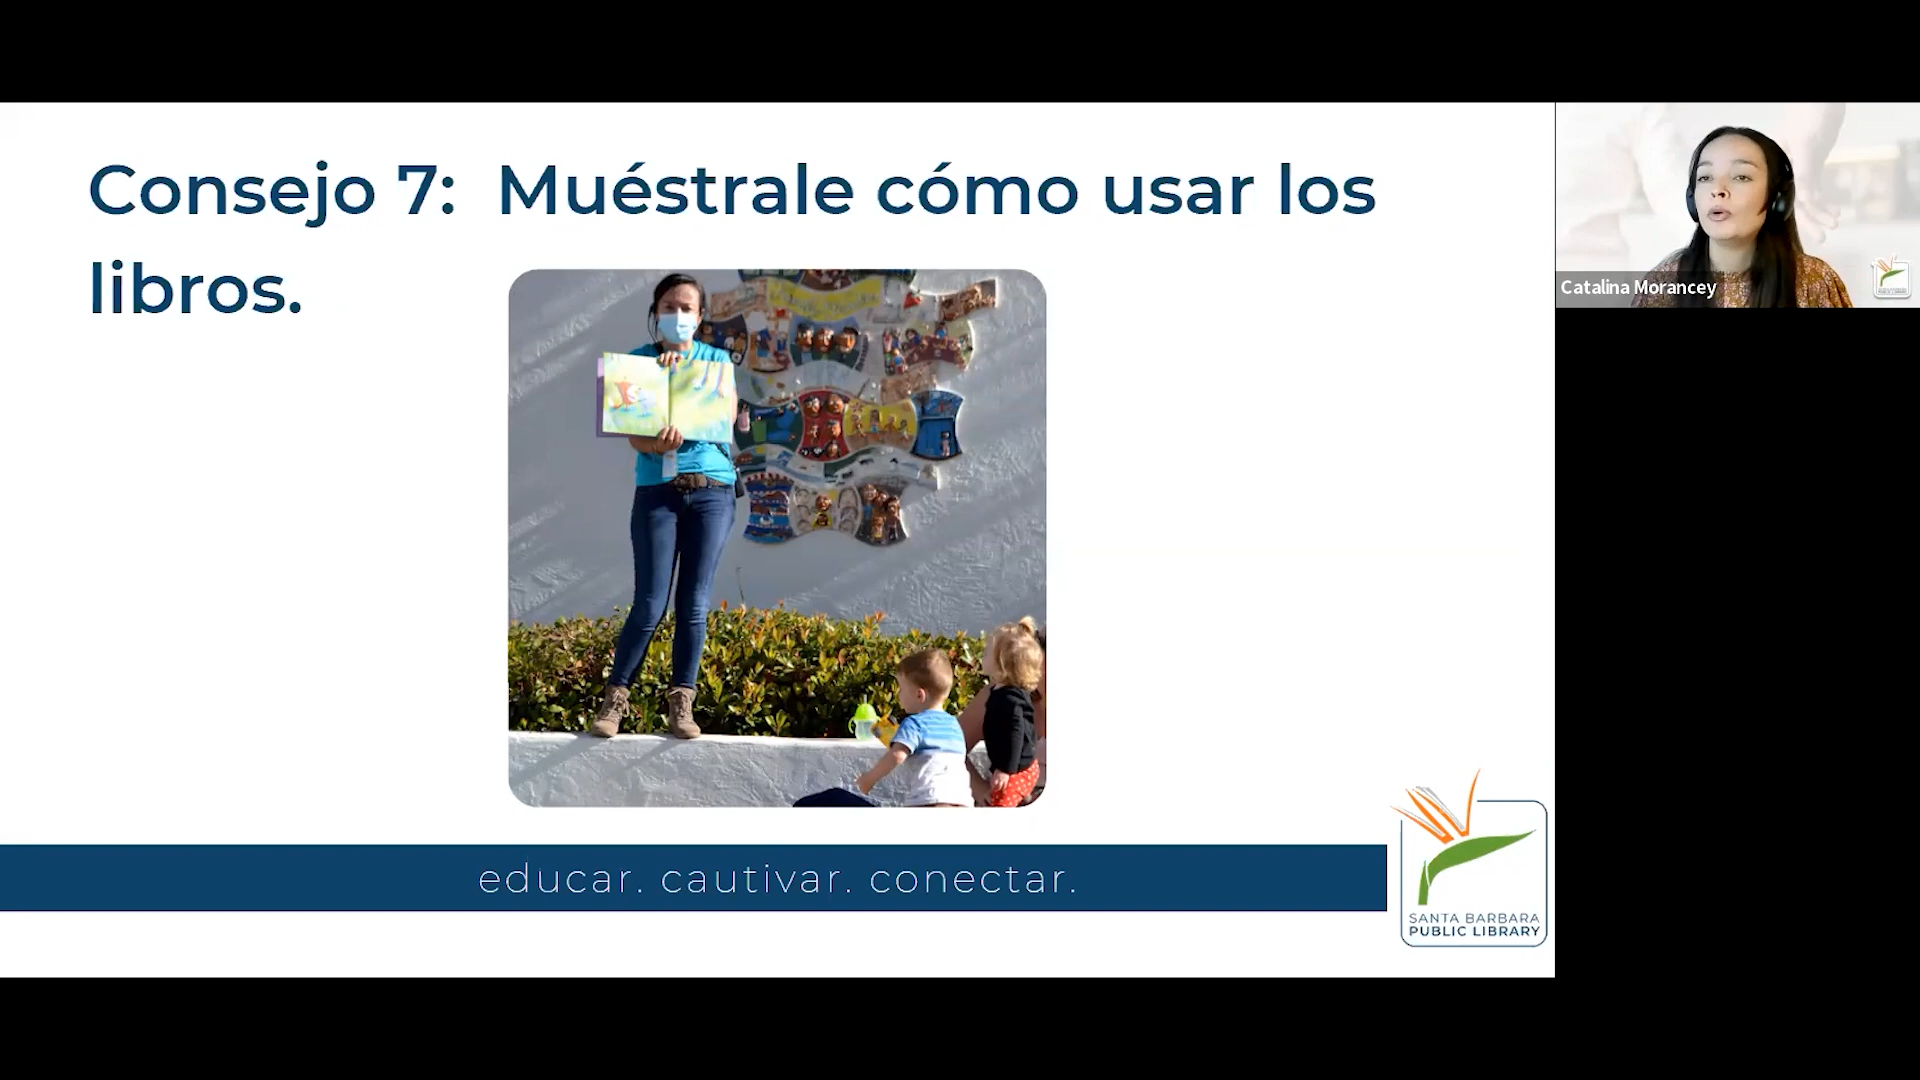 Consejo 7:  Muéstrale cómo usar los
libros.
Catalina Morancey
educar. cautivar. conectar.
SANTA BARBARA
PUBLIC LIBRARY